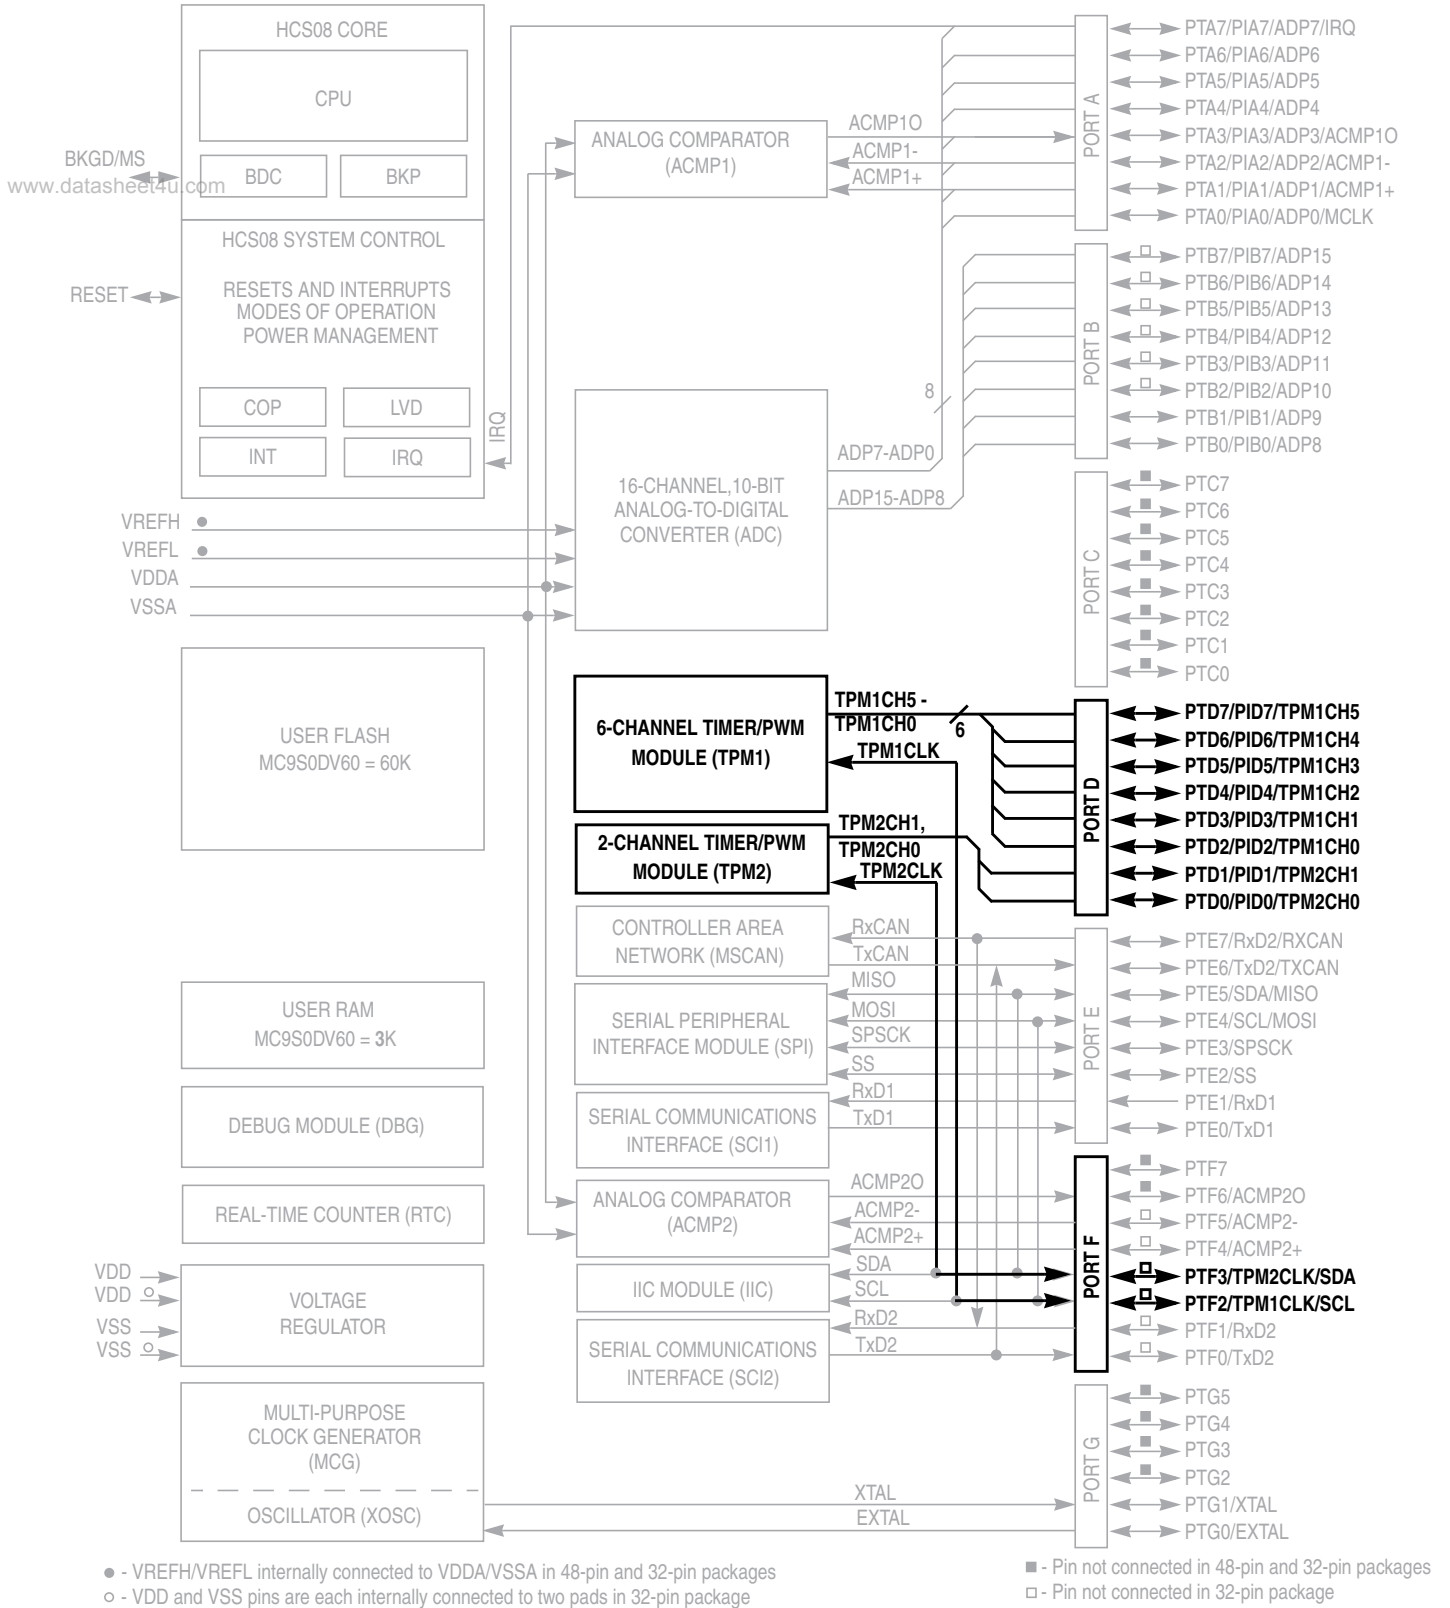 HCS08 CORE
CPU
BDC
BKP
BKGD/MS
www.datasheet4u.com
HCS08 SYSTEM CONTROL
RESETS AND INTERRUPTS
MODES OF OPERATION
POWER MANAGEMENT
RESET
COP
LVD
INT
IRQ
IRQ
VREFH
VREFL
VDDA
VSSA
USER FLASH
MC9S0DV60 = 60K
USER RAM
MC9S0DV60 = 3K
DEBUG MODULE (DBG)
REAL-TIME COUNTER (RTC)
VDD
VDD
VSS
VSS
VOLTAGE
REGULATOR
MULTI-PURPOSE
CLOCK GENERATOR
(MCG)
OSCILLATOR (XOSC)
ANALOG COMPARATOR
(ACMP1)
ACMP1O
ACMP1-
ACMP1+
16-CHANNEL,10-BIT
ANALOG-TO-DIGITAL
CONVERTER (ADC)
8
ADP7-ADP0
ADP15-ADP8
6-CHANNEL TIMER/PWM
MODULE (TPM1)
TPM1CH5 -
TPM1CH0
6
TPM1CLK
2-CHANNEL TIMER/PWM
MODULE (TPM2)
TPM2CH1,
TPM2CH0
TPM2CLK
CONTROLLER AREA
NETWORK (MSCAN)
RxCAN
TxCAN
SERIAL PERIPHERAL
INTERFACE MODULE (SPI)
MISO
MOSI
SPSCK
SS
SERIAL COMMUNICATIONS
INTERFACE (SCI1)
RxD1
TxD1
ANALOG COMPARATOR
(ACMP2)
ACMP2O
ACMP2-
ACMP2+
IIC MODULE (IIC)
SDA
SCL
SERIAL COMMUNICATIONS
INTERFACE (SCI2)
RxD2
TxD2
XTAL
EXTAL
PORT A
PTA7/PIA7/ADP7/IRQ
PTA6/PIA6/ADP6
PTA5/PIA5/ADP5
PTA4/PIA4/ADP4
PTA3/PIA3/ADP3/ACMP1O
PTA2/PIA2/ADP2/ACMP1-
PTA1/PIA1/ADP1/ACMP1+
PTA0/PIA0/ADP0/MCLK
PORT B
PTB7/PIB7/ADP15
PTB6/PIB6/ADP14
PTB5/PIB5/ADP13
PTB4/PIB4/ADP12
PTB3/PIB3/ADP11
PTB2/PIB2/ADP10
PTB1/PIB1/ADP9
PTB0/PIB0/ADP8
PORT C
PTC7
PTC6
PTC5
PTC4
PTC3
PTC2
PTC1
PTC0
PORT D
PTD7/PID7/TPM1CH5
PTD6/PID6/TPM1CH4
PTD5/PID5/TPM1CH3
PTD4/PID4/TPM1CH2
PTD3/PID3/TPM1CH1
PTD2/PID2/TPM1CH0
PTD1/PID1/TPM2CH1
PTD0/PID0/TPM2CH0
PORT E
PTE7/RxD2/RXCAN
PTE6/TxD2/TXCAN
PTE5/SDA/MISO
PTE4/SCL/MOSI
PTE3/SPSCK
PTE2/SS
PTE1/RxD1
PTE0/TxD1
PORT F
PTF7
PTF6/ACMP2O
PTF5/ACMP2-
PTF4/ACMP2+
PTF3/TPM2CLK/SDA
PTF2/TPM1CLK/SCL
PTF1/RxD2
PTF0/TxD2
PORT G
PTG5
PTG4
PTG3
PTG2
PTG1/XTAL
PTG0/EXTAL
● - VREFH/VREFL internally connected to VDDA/VSSA in 48-pin and 32-pin packages
○ - VDD and VSS pins are each internally connected to two pads in 32-pin package
■ - Pin not connected in 48-pin and 32-pin packages
□ - Pin not connected in 32-pin package